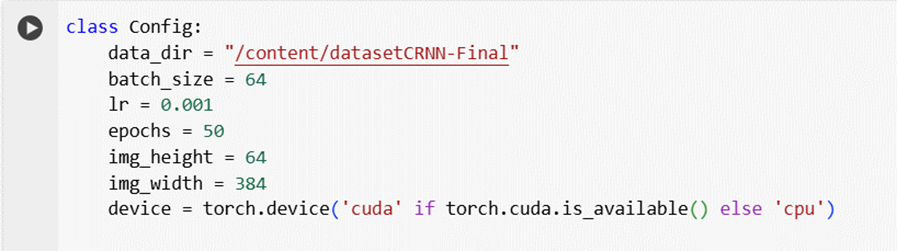 class Config:
    data_dir = "/content/datasetCRNN-Final"
    batch_size = 64
    lr = 0.001
    epochs = 50
    img_height = 64
    img_width = 384
    device = torch.device('cuda' if torch.cuda.is_available() else 'cpu')